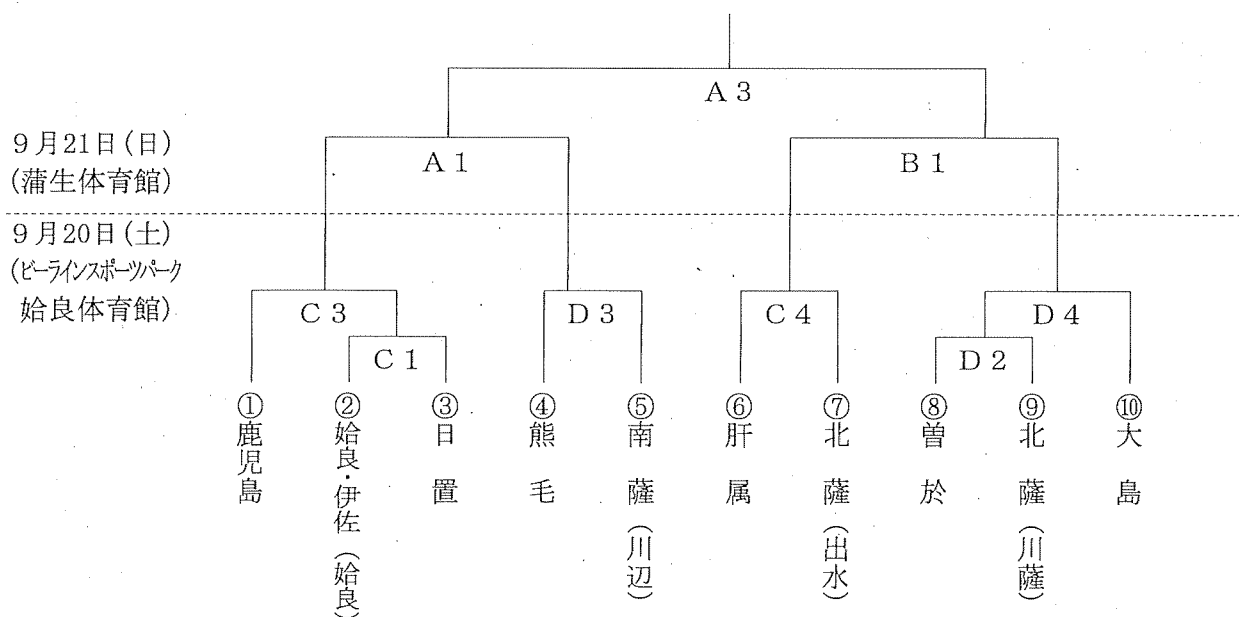 A3
9月21日(日)
(蒲生体育館)
A1
B1
9月20日(土)
(ビーラインスポーツパーク
姶良体育館)
C3
D3
C4
D4
C1
D2
①鹿児島
②姶良・伊佐(姶良)
③日置
④熊毛
⑤南薩(川辺)
⑥肝属
⑦北薩(出水)
⑧曽於
⑨北薩(川薩)
⑩大島